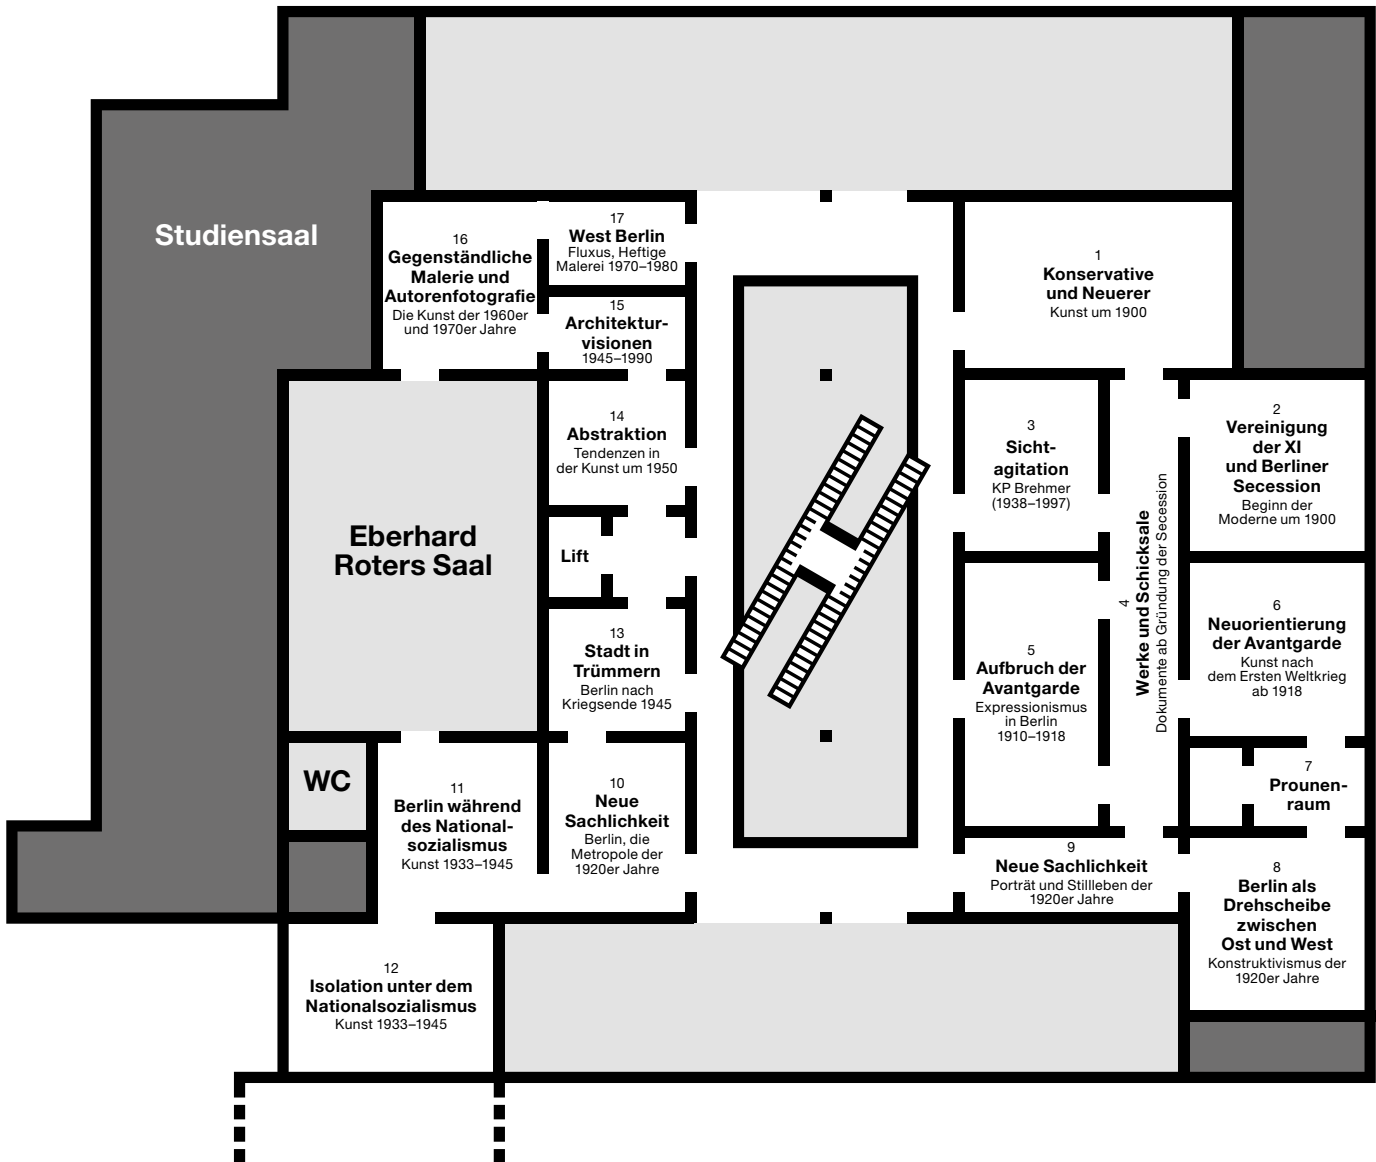 Studiensaal
16
Gegenständliche
Malerie und
Autorenfotografie
Die Kunst der 1960er
und 1970er Jahre
17
West Berlin
Fluxus, Heftige
Malerei 1970–1980
15
Architektur-
visionen
1945–1990
14
Abstraktion
Tendenzen in
der Kunst um 1950
Eberhard
Roters Saal
Lift
13
Stadt in
Trümmern
Berlin nach
Kriegsende 1945
WC
11
Berlin während
des National-
sozialismus
Kunst 1933–1945
10
Neue
Sachlichkeit
Berlin, die
Metropole der
1920er Jahre
12
Isolation unter dem
Nationalsozialismus
Kunst 1933–1945
1
Konservative
und Neuerer
Kunst um 1900
3
Sicht-
agitation
KP Brehmer
(1938–1997)
2
Vereinigung
der XI
und Berliner
Secession
Beginn der
Moderne um 1900
4
Werke und Schicksale
Dokumente ab Gründung der Secession
5
Aufbruch der
Avantgarde
Expressionismus
in Berlin
1910–1918
6
Neuorientierung
der Avantgarde
Kunst nach
dem Ersten Weltkrieg
ab 1918
7
Prounen-
raum
9
Neue Sachlichkeit
Porträt und Stillleben der
1920er Jahre
8
Berlin als
Drehscheibe
zwischen
Ost und West
Konstruktivismus der
1920er Jahre